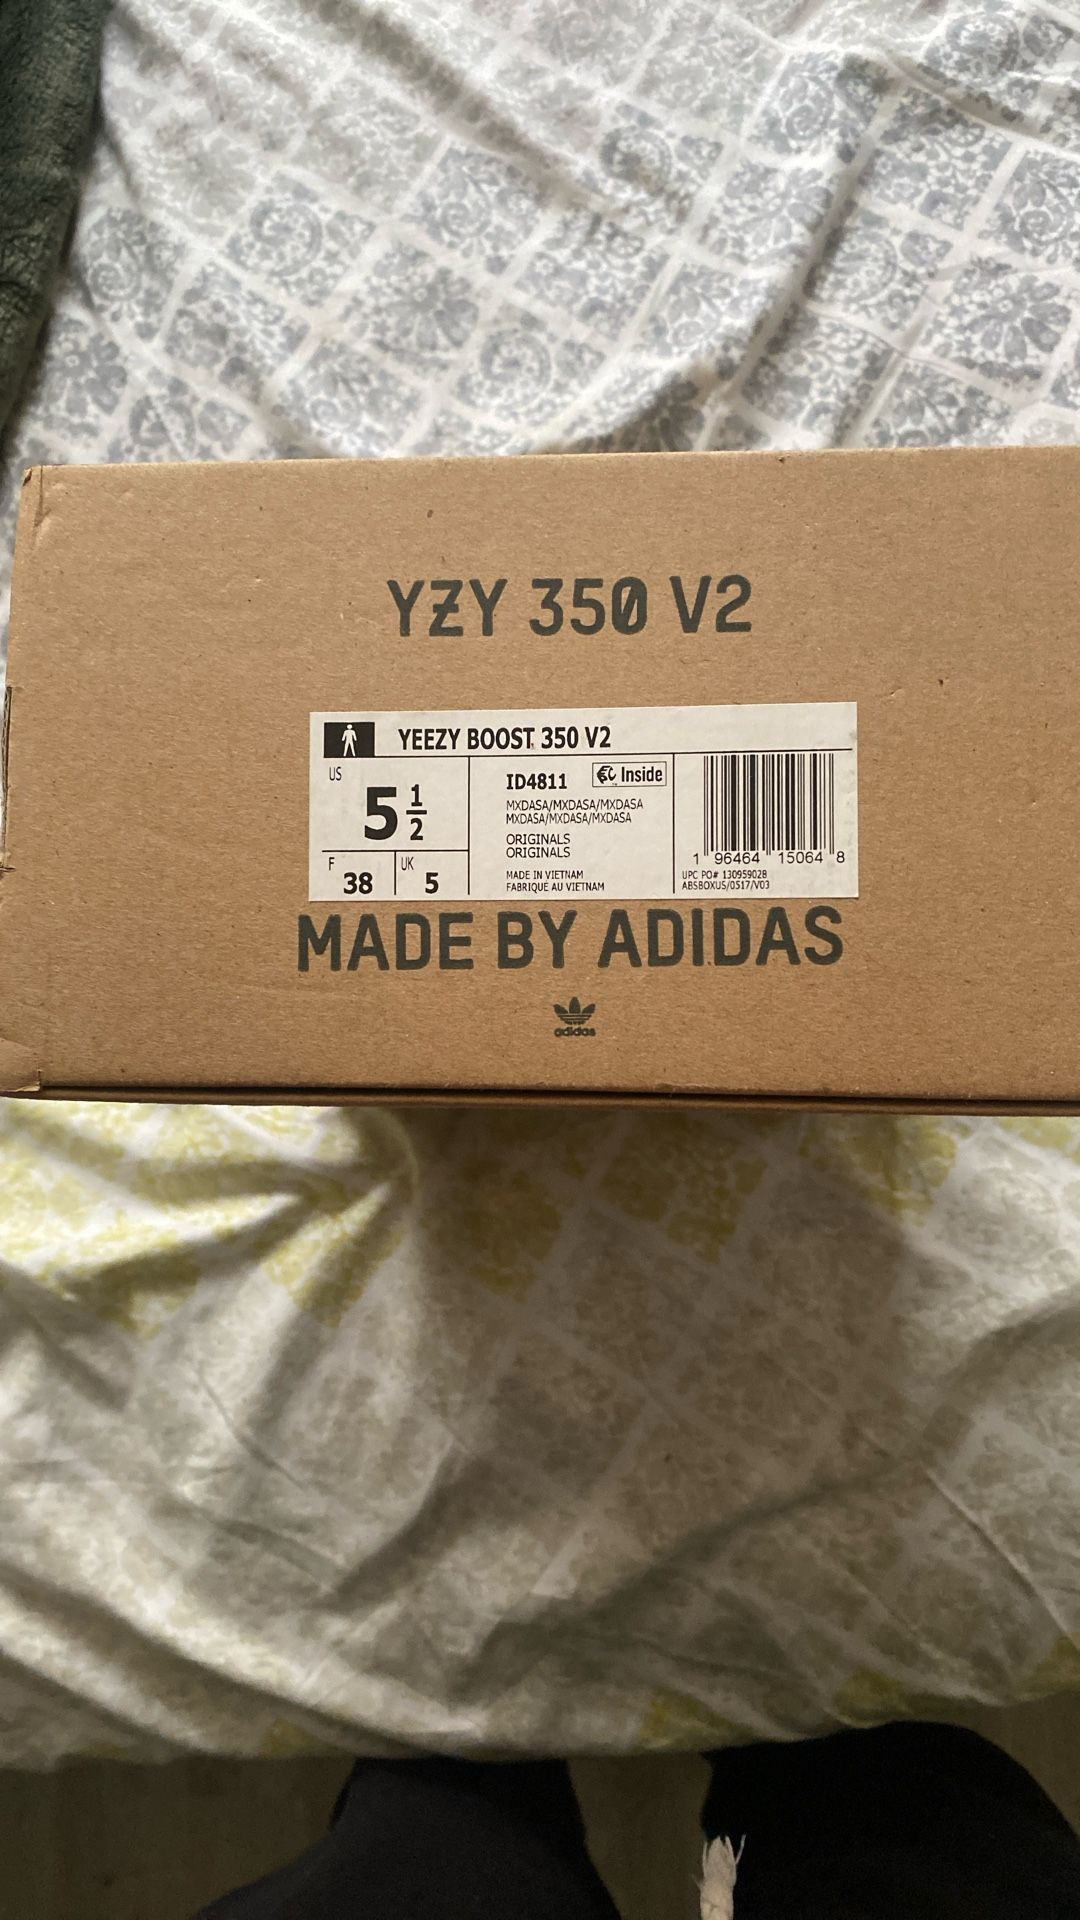 YZY 350 V2
YEEZY BOOST 350 V2
US
5 1/2
F
38
UK
5
ID4811
Inside
MXDASA/MXDASA/MXDASA
MXDASA/MXDASA/MXDASA
ORIGINALS
ORIGINALS
MADE IN VIETNAM
FABRIQUÉ AU VIETNAM
1 96464 15064 8
UPC PO# 130959028
ABSBOXUS/0517/V03
MADE BY ADIDAS
adidas